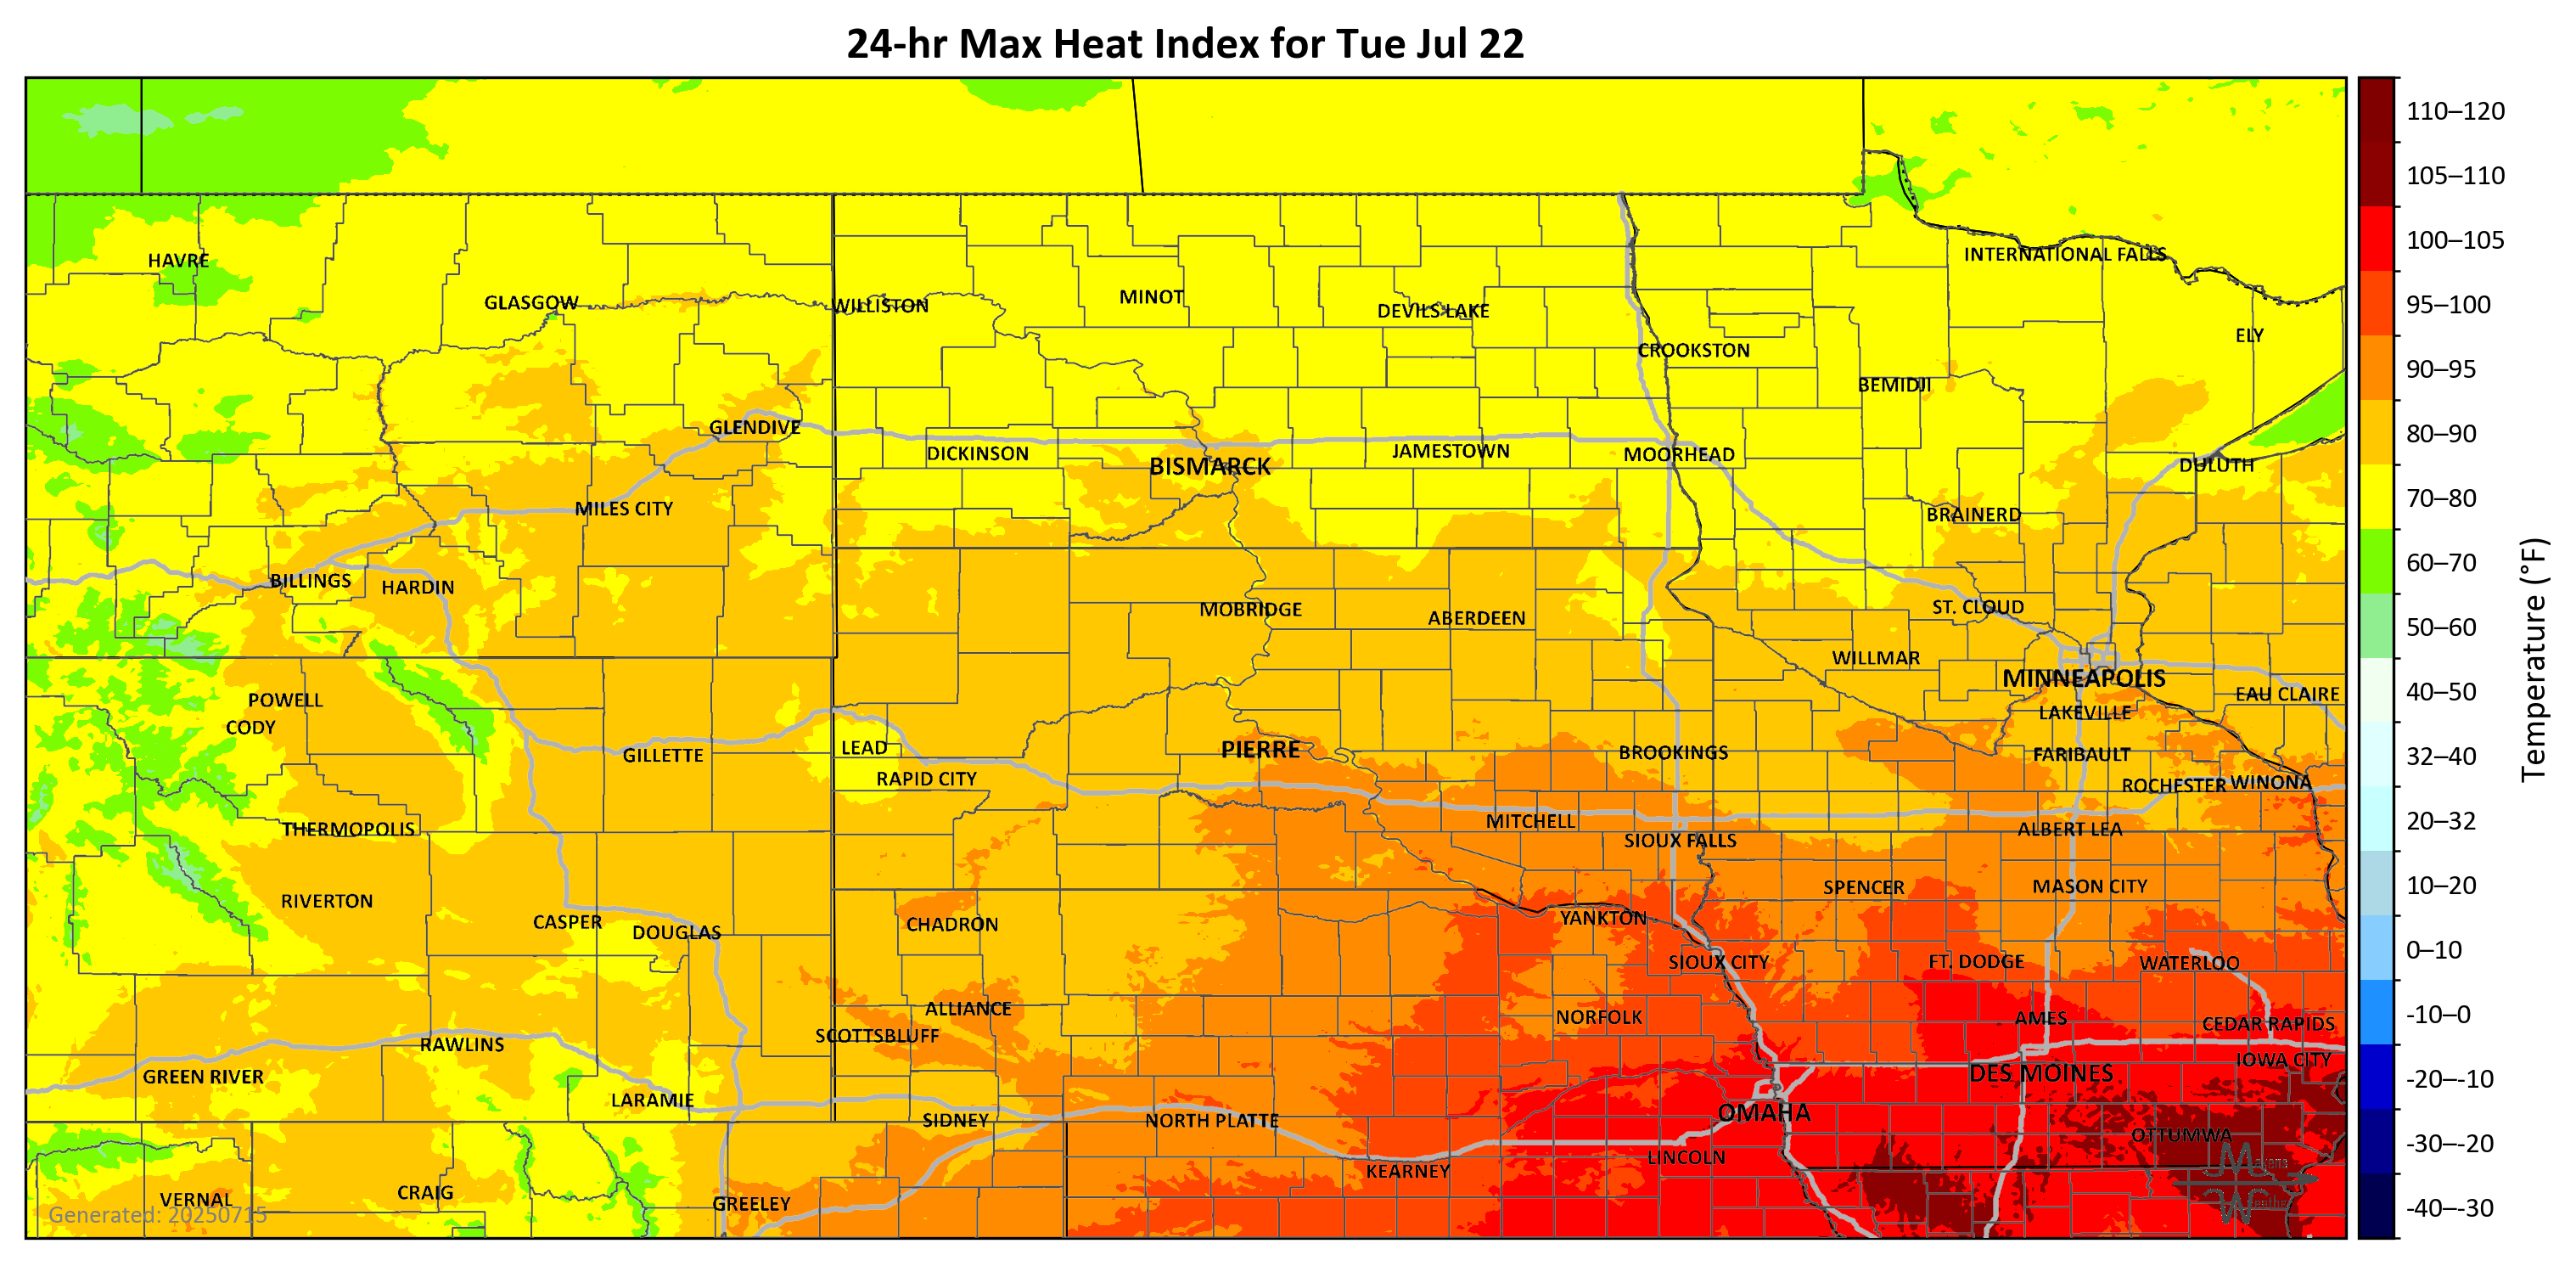 24-hr Max Heat Index for Tue Jul 22
HAVRE
GLASGOW
WILLISTON
MINOT
DEVILS LAKE
INTERNATIONAL FALLS
CROOKSTON
ELY
BEMIDJI
GLENDIVE
DICKINSON
BISMARCK
JAMESTOWN
MOORHEAD
DULUTH
MILES CITY
BRAINERD
BILLINGS
HARDIN
MOBRIDGE
ABERDEEN
ST. CLOUD
WILLMAR
MINNEAPOLIS
EAU CLAIRE
POWELL
CODY
LAKEVILLE
GILLETTE
LEAD
PIERRE
BROOKINGS
FARIBAULT
RAPID CITY
ROCHESTER
WINONA
THERMOPOLIS
MITCHELL
SIOUX FALLS
ALBERT LEA
RIVERTON
SPENCER
MASON CITY
CASPER
DOUGLAS
CHADRON
YANKTON
SIOUX CITY
FT. DODGE
WATERLOO
ALLIANCE
SCOTTSBLUFF
NORFOLK
AMES
CEDAR RAPIDS
RAWLINS
IOWA CITY
GREEN RIVER
DES MOINES
LARAMIE
SIDNEY
NORTH PLATTE
OMAHA
OTTUMWA
KEARNEY
LINCOLN
VERNAL
CRAIG
GREELEY
Generated: 20250715
110–120
105–110
100–105
95–100
90–95
80–90
70–80
60–70
50–60
40–50
32–40
20–32
10–20
0–10
-10–0
-20–-10
-30–-20
-40–-30
Temperature (°F)